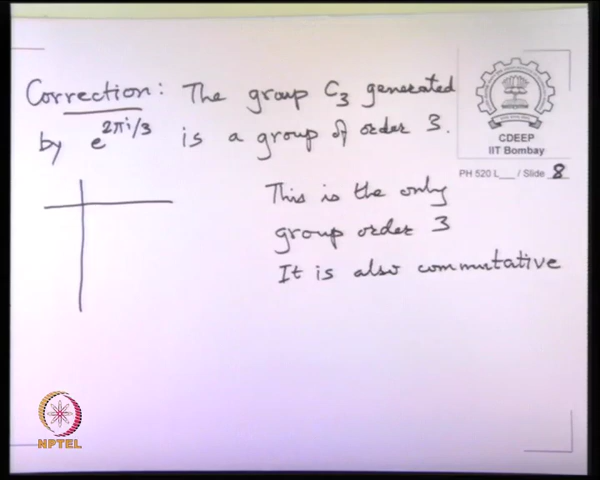 Correction: The group C₃ generated
by e^{2πi/3} is a group of order 3.
CDEEP
IIT Bombay
PH 520 L___ / Slide 8
This is the only
group order 3
It is also commutative
NPTEL